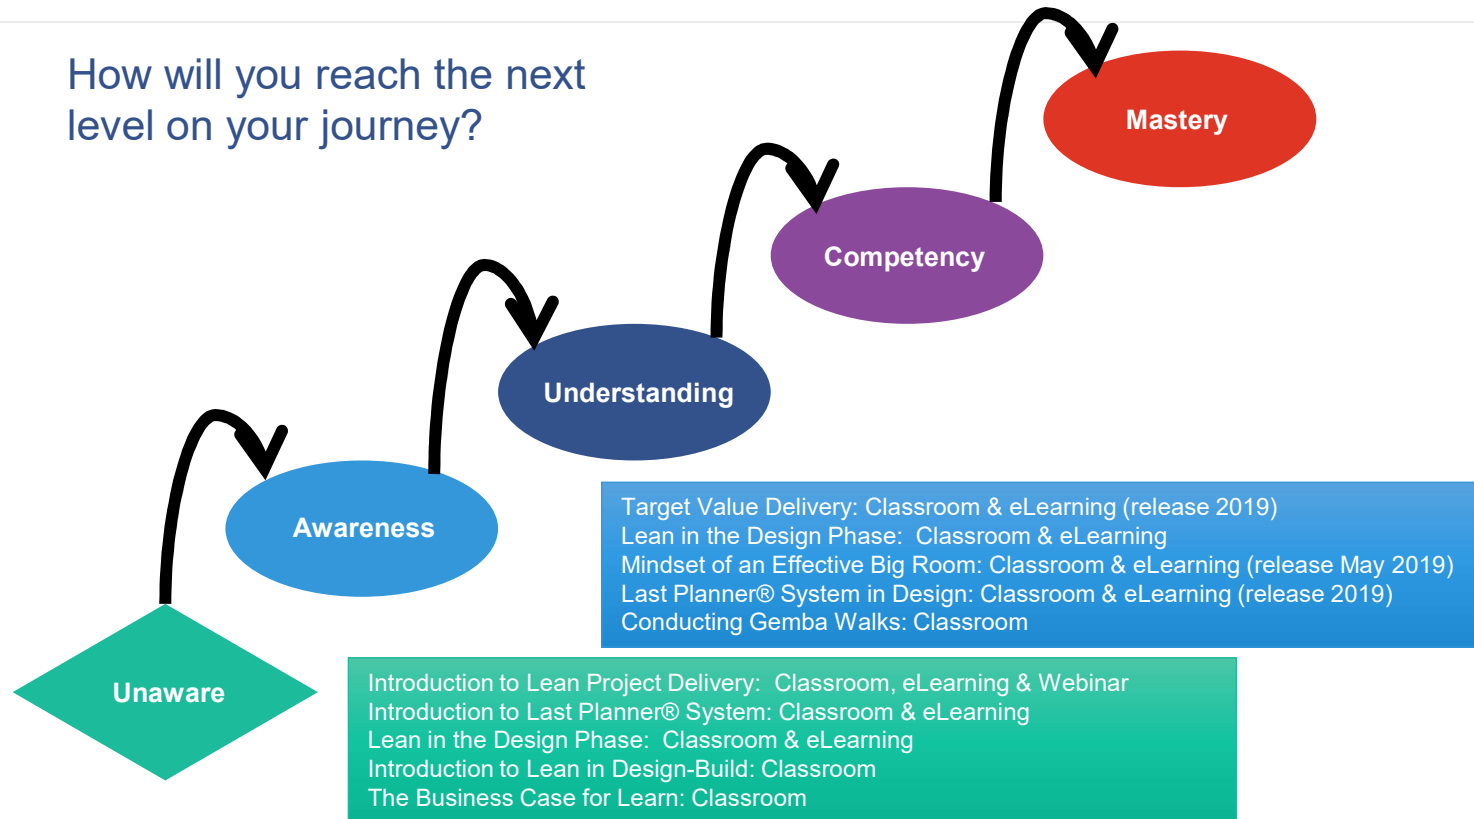 How will you reach the next
level on your journey?
Mastery
Competency
Understanding
Awareness
Unaware
Target Value Delivery: Classroom & eLearning (release 2019)
Lean in the Design Phase:  Classroom & eLearning
Mindset of an Effective Big Room: Classroom & eLearning (release May 2019)
Last Planner® System in Design: Classroom & eLearning (release 2019)
Conducting Gemba Walks: Classroom
Introduction to Lean Project Delivery:  Classroom, eLearning & Webinar
Introduction to Last Planner® System: Classroom & eLearning
Lean in the Design Phase:  Classroom & eLearning
Introduction to Lean in Design-Build: Classroom
The Business Case for Learn: Classroom